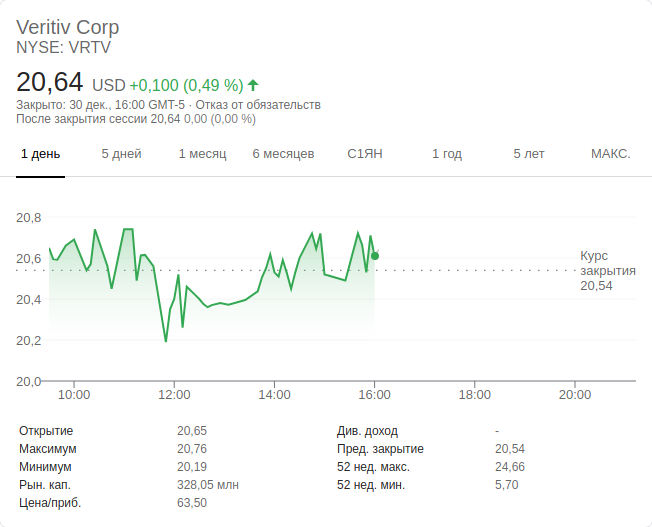 Veritiv Corp
NYSE: VRTV
20,64 USD +0,100 (0,49 %)
Закрыто: 30 дек., 16:00 GMT-5 · Отказ от обязательств
После закрытия сессии 20,64 0,00 (0,00 %)
1 день 5 дней 1 месяц 6 месяцев С1ЯН 1 год 5 лет МАКС.
20,8
20,6
20,4
20,2
20,0
Курс
закрытия
20,54
10:00 12:00 14:00 16:00 18:00 20:00
Открытие 20,65
Максимум 20,76
Минимум 20,19
Рын. кап. 328,05 млн
Цена/приб. 63,50
Див. доход -
Пред. закрытие 20,54
52 нед. макс. 24,66
52 нед. мин. 5,70